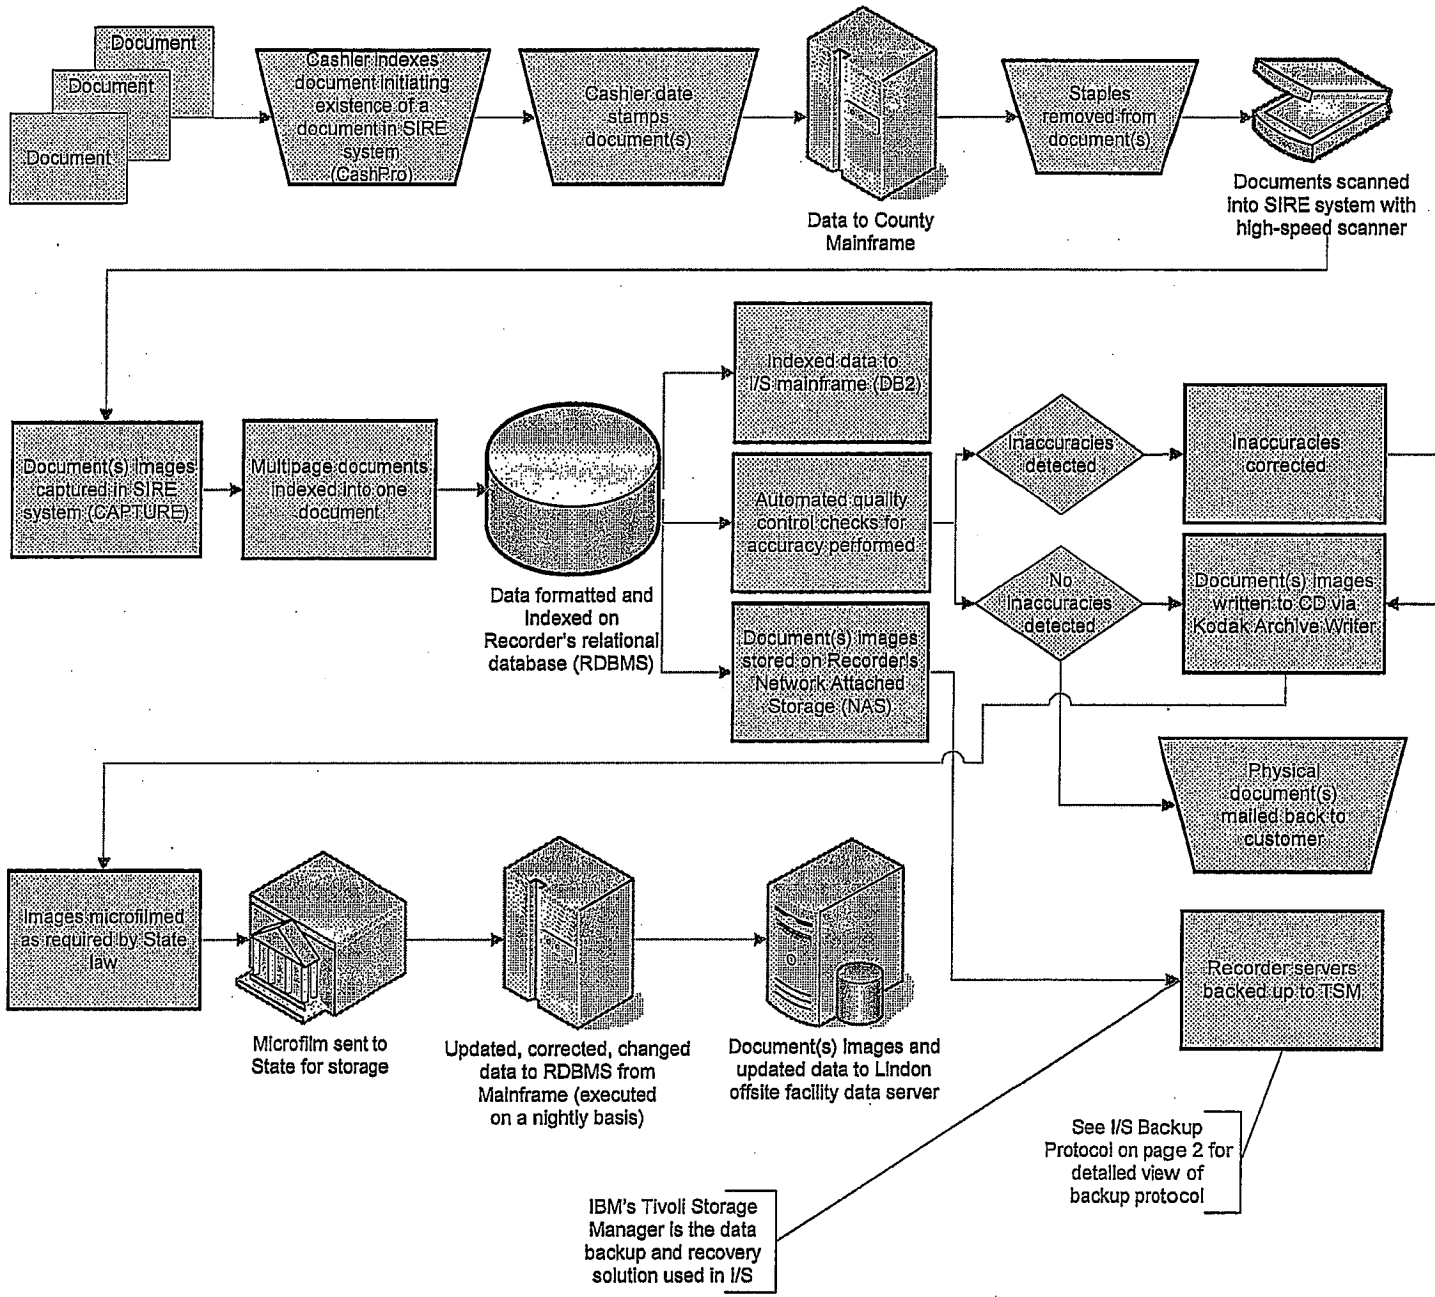 Document
Document
Document
Cashier indexes
document initiating
existence of a
document in SIRE
system
(CashPro)
Cashier date
stamps
document(s)
Data to County
Mainframe
Staples
removed from
document(s)
Documents scanned
into SIRE system with
high-speed scanner
Document(s) images
captured in SIRE
system (CAPTURE)
Multipage documents
indexed into one
document
Data formatted and
indexed on
Recorder's relational
database (RDBMS)
Indexed data to
I/S mainframe (DB2)
Automated quality
control checks for
accuracy performed
Document(s) images
stored on Recorder's
Network Attached
Storage (NAS)
Inaccuracies
detected
Inaccuracies
corrected
No
inaccuracies
detected
Document(s) images
written to CD via
Kodak Archive Writer
Physical
document(s)
mailed back to
customer
Images microfilmed
as required by State
law
Microfilm sent to
State for storage
Updated, corrected, changed
data to RDBMS from
Mainframe (executed
on a nightly basis)
Document(s) images and
updated data to Lindon
offsite facility data server
Recorder servers
backed up to TSM
See I/S Backup
Protocol on page 2 for
detailed view of
backup protocol
IBM's Tivoli Storage
Manager is the data
backup and recovery
solution used in I/S